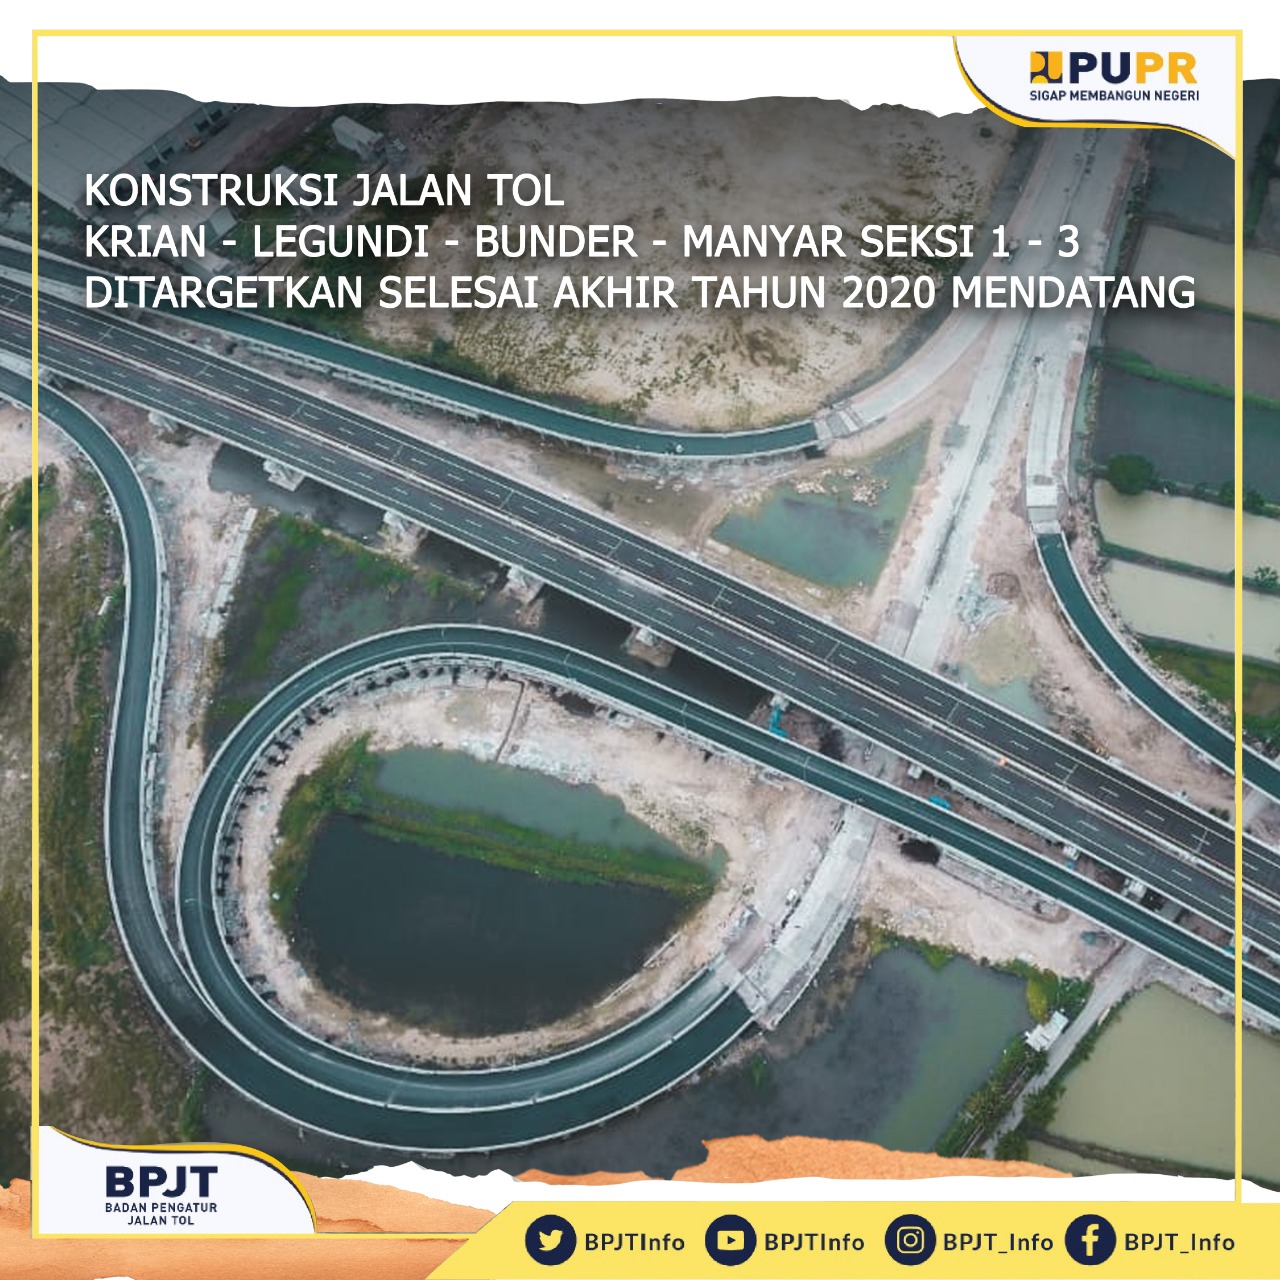 PUPR
SIGAP MEMBANGUN NEGERI
KONSTRUKSI JALAN TOL
KRIAN - LEGUNDI - BUNDER - MANYAR SEKSI 1 - 3
DITARGETKAN SELESAI AKHIR TAHUN 2020 MENDATANG
BPJT
BADAN PENGATUR
JALAN TOL
BPJTInfo BPJTInfo BPJT_Info BPJT_Info